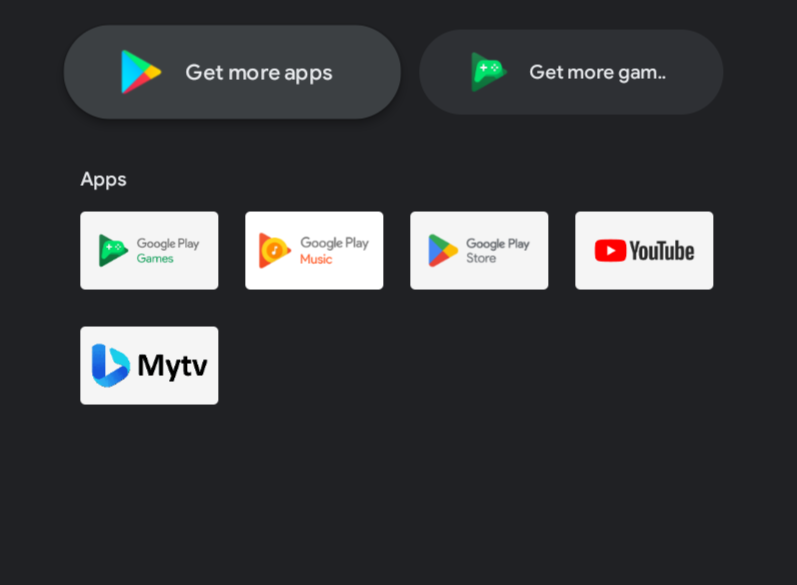 Get more apps
Get more gam..
Apps
Google Play
Games
Google Play
Music
Google Play
Store
YouTube
Mytv